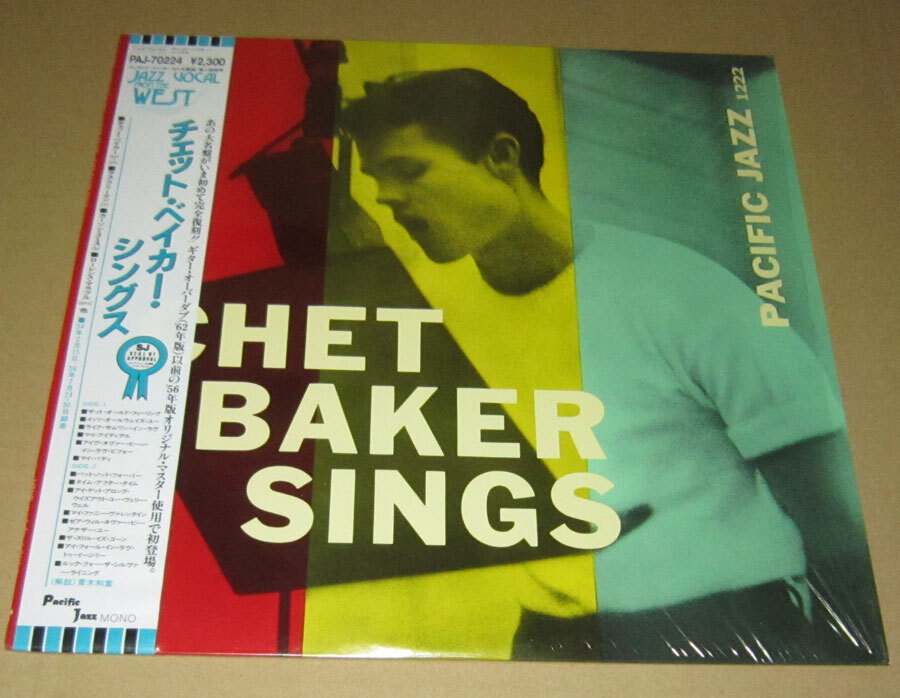 PAJ-70224 ¥2,300
JAZZ VOCAL
FROM THE
WEST
チェット・ベイカー・
シングス
あの大名盤がいま初めて完全復刻!! ギター・オーバーダブ('62年版)以前の'56年版オリジナル・マスター使用で初登場。
SJ
SIDE-1
■ザット・オールド・フィーリング
■イッツ・オールウェイズ・ユー
■ライク・サムワン・イン・ラヴ
■マイ・アイディアル
■アイヴ・ネヴァー・ビーン・
イン・ラヴ・ビフォー
■マイ・バディ
SIDE-2
■バット・ノット・フォー・ミー
■タイム・アフター・タイム
■アイ・ゲット・アロング・
ウイズアウト・ユー・ヴェリー・
ウェル
■マイ・ファニー・ヴァレンタイン
■ゼア・ウィル・ネヴァー・ビー・
アナザー・ユー
■ザ・スリル・イズ・ゴーン
■アイ・フォール・イン・ラヴ・
トゥ・イージリー
■ルック・フォー・ザ・シルヴァ
ー・ライニング
(解説) 青木和富
Pacific
Jazz MONO
CHET
BAKER
SINGS
PACIFIC JAZZ 1222